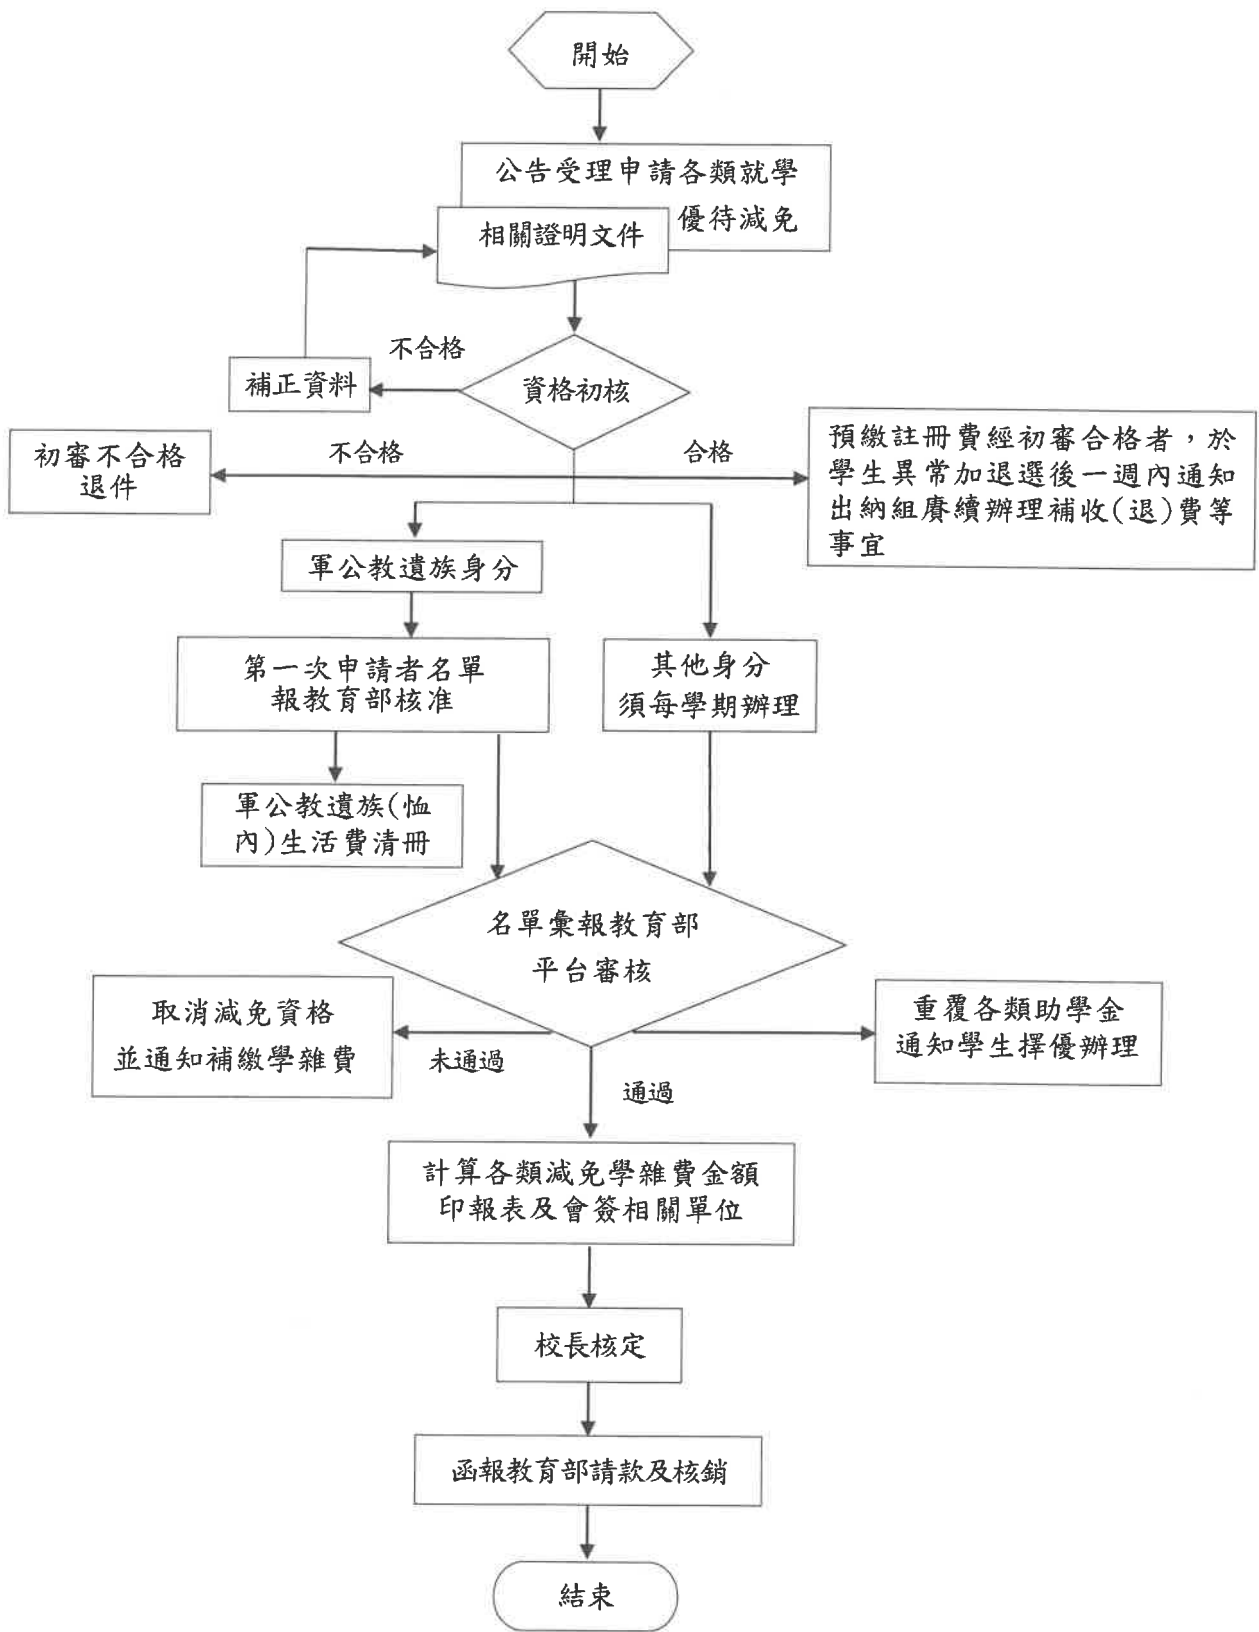 開始
公告受理申請各類就學
優待減免
相關證明文件
不合格
補正資料
資格初核
初審不合格
退件
不合格
合格
預繳註冊費經初審合格者，於
學生異常加退選後一週內通知
出納組賡續辦理補收(退)費等
事宜
軍公教遺族身分
第一次申請者名單
報教育部核准
其他身分
須每學期辦理
軍公教遺族(恤
內)生活費清冊
名單彙報教育部
平台審核
取消減免資格
並通知補繳學雜費
未通過
通過
重覆各類助學金
通知學生擇優辦理
計算各類減免學雜費金額
印報表及會簽相關單位
校長核定
函報教育部請款及核銷
結束